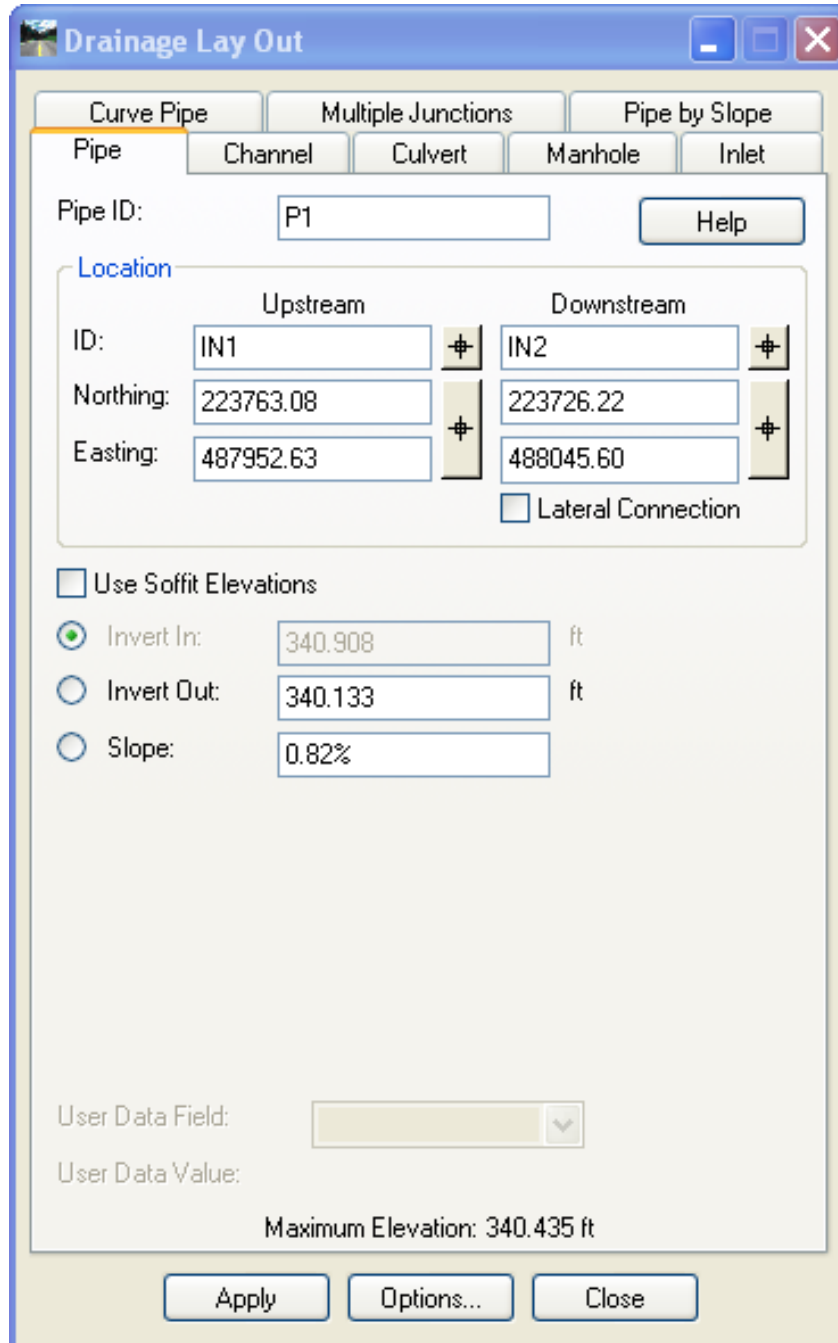 Drainage Lay Out
Curve Pipe Multiple Junctions Pipe by Slope
Pipe Channel Culvert Manhole Inlet
Pipe ID: P1 Help
Location
Upstream Downstream
ID: IN1 IN2
Northing: 223763.08 223726.22
Easting: 487952.63 488045.60
Lateral Connection
Use Soffit Elevations
Invert In: 340.908 ft
Invert Out: 340.133 ft
Slope: 0.82%
User Data Field:
User Data Value:
Maximum Elevation: 340.435 ft
Apply Options... Close